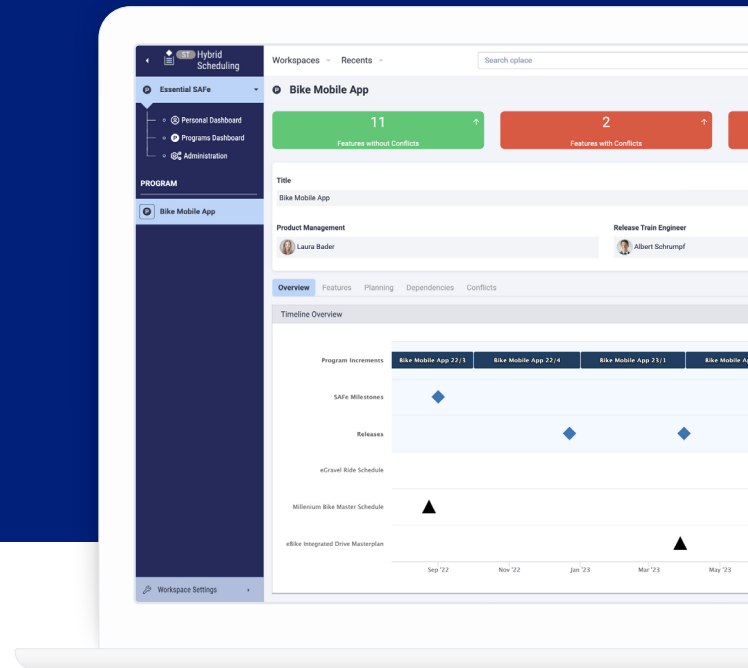 ST Hybrid
Scheduling
Workspaces Recents
Search cplace
Essential SAFe
Bike Mobile App
Personal Dashboard
Programs Dashboard
Administration
PROGRAM
Bike Mobile App
11
Features without Conflicts
2
Features with Conflicts
Title
Bike Mobile App
Product Management
Release Train Engineer
Laura Bader
Albert Schrumpf
Overview Features Planning Dependencies Conflicts
Timeline Overview
Program Increments
Bike Mobile App 22/3 Bike Mobile App 22/4 Bike Mobile App 23/1 Bike Mobile
SAFe Milestones
Releases
eGravel Ride Schedule
Millenium Bike Master Schedule
eBike Integrated Drive Masterplan
Sep '22 Nov '22 Jan '23 Mar '23 May '23
Workspace Settings